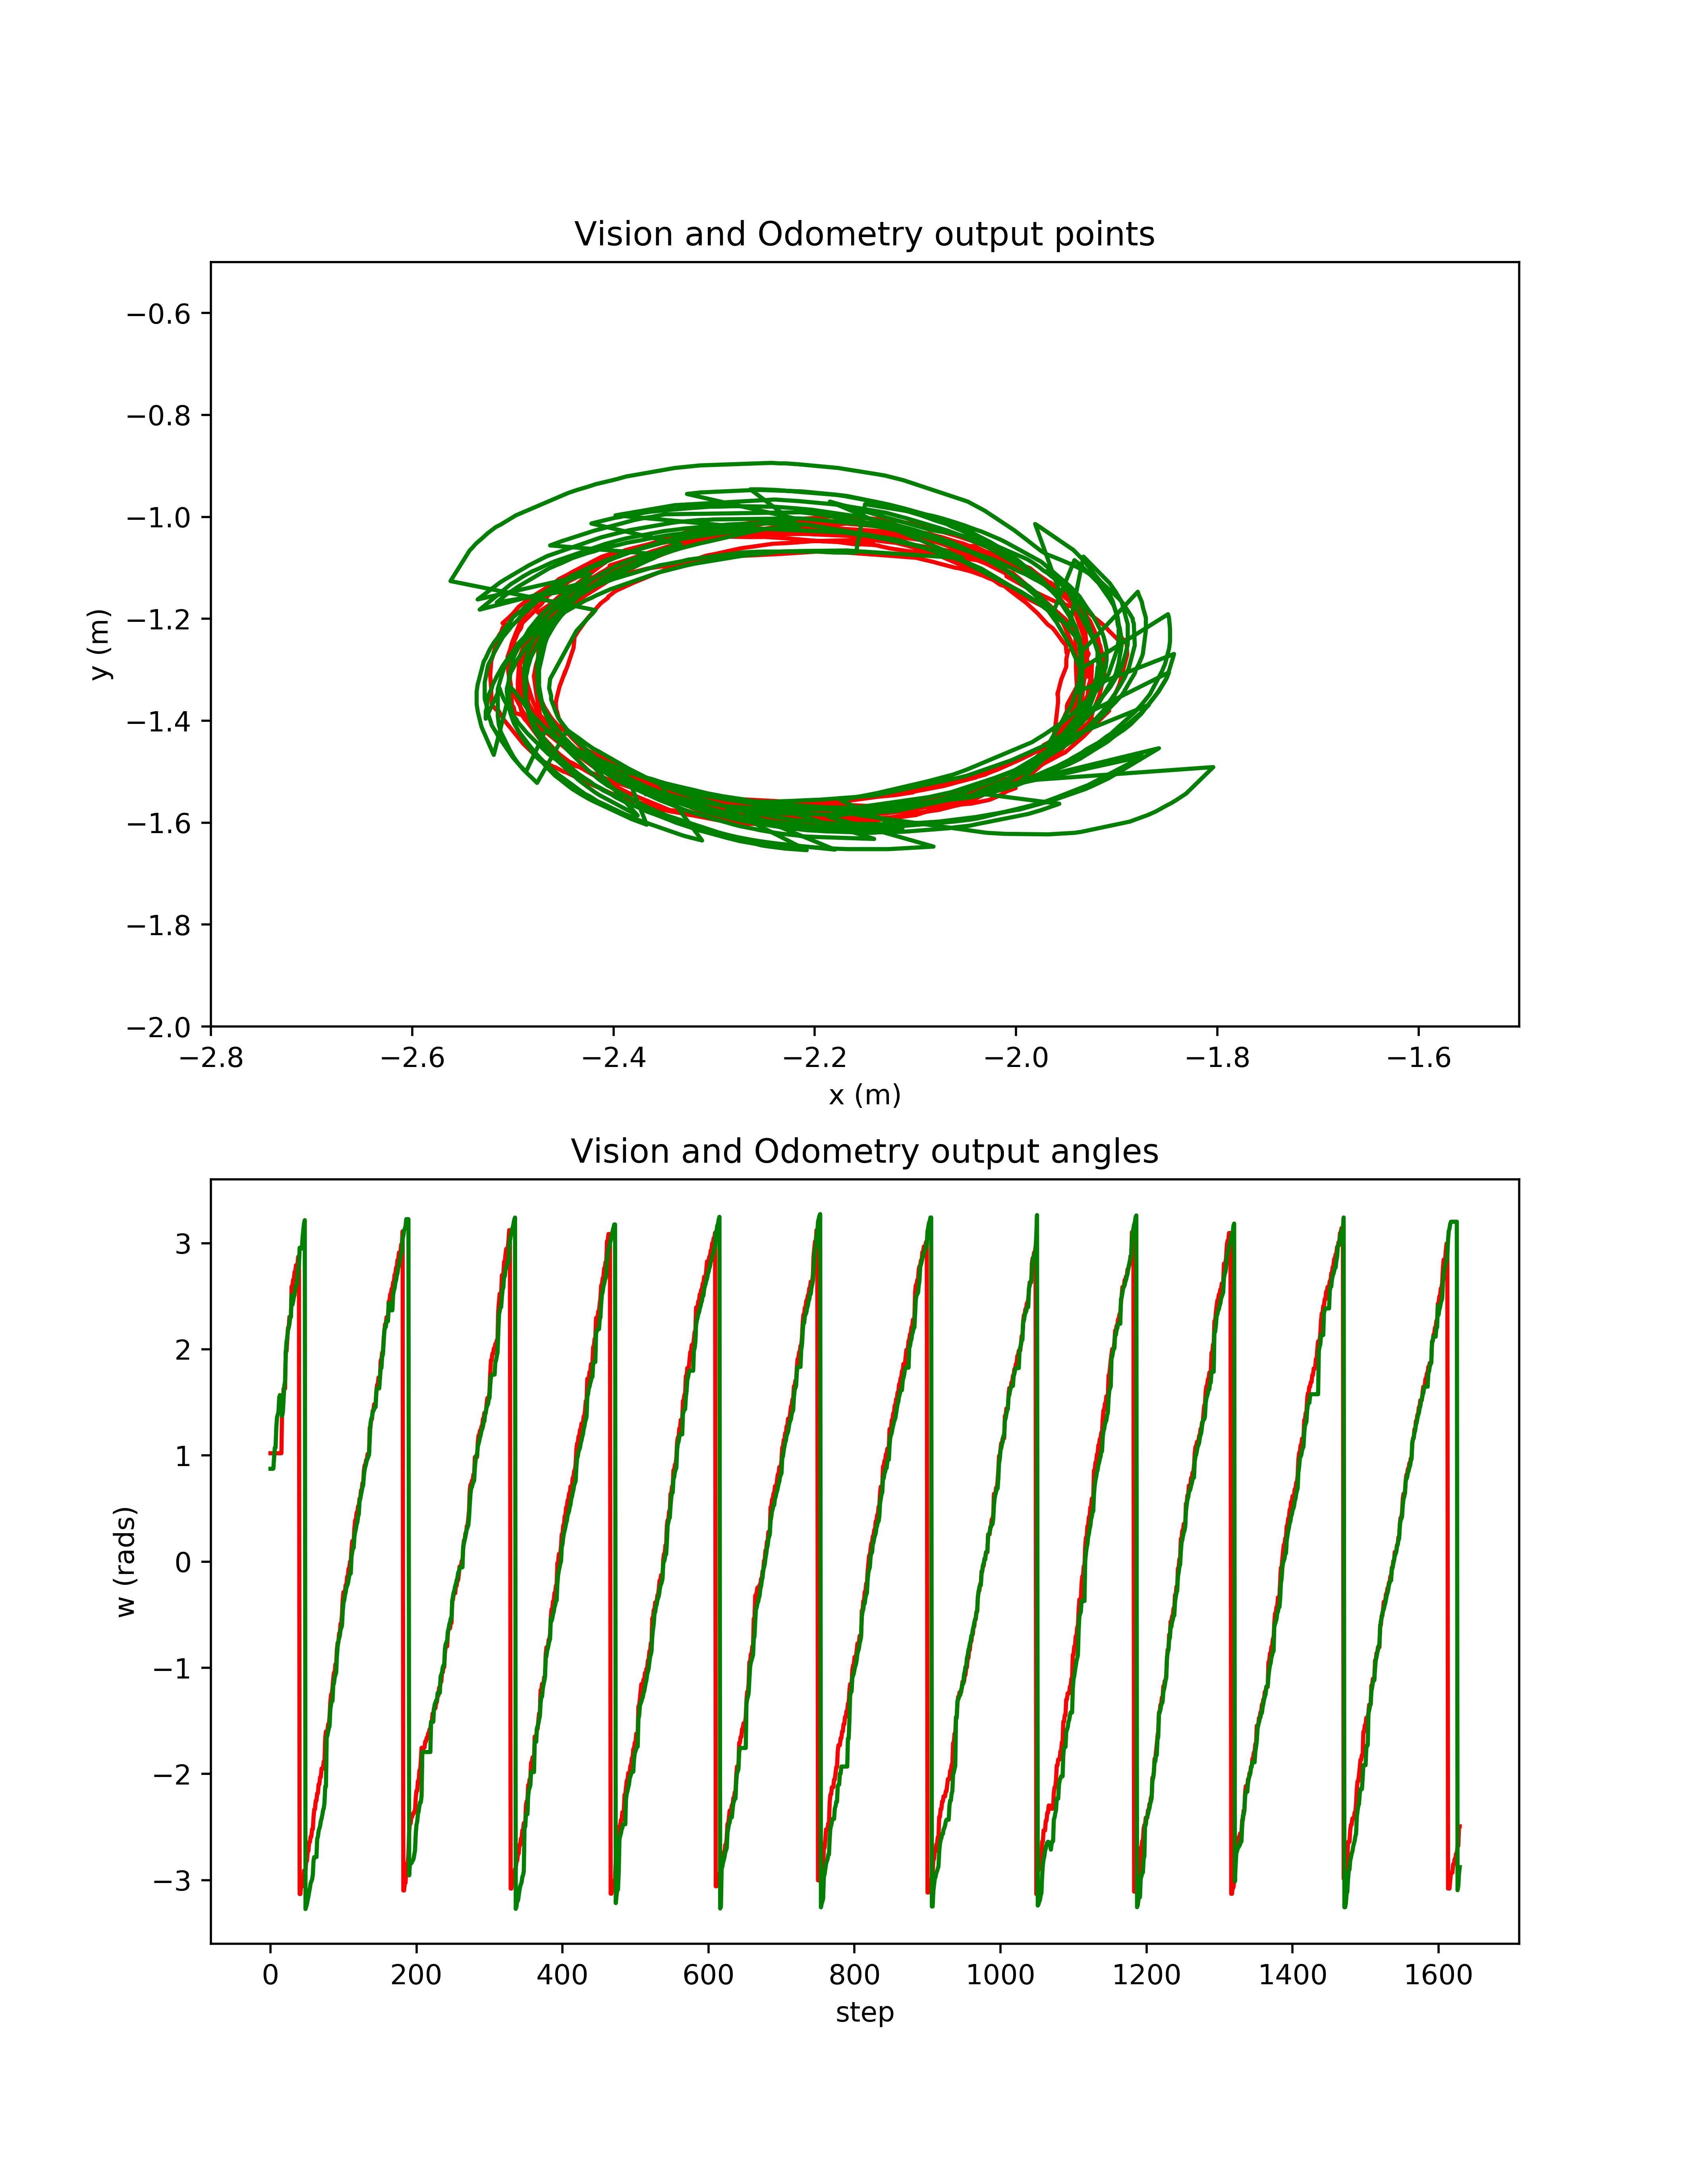 Vision and Odometry output points
−0.6
−0.8
−1.0
−1.2
−1.4
−1.6
−1.8
−2.0
y (m)
−2.8 −2.6 −2.4 −2.2 −2.0 −1.8 −1.6
x (m)
Vision and Odometry output angles
3
2
1
0
−1
−2
−3
w (rads)
0 200 400 600 800 1000 1200 1400 1600
step